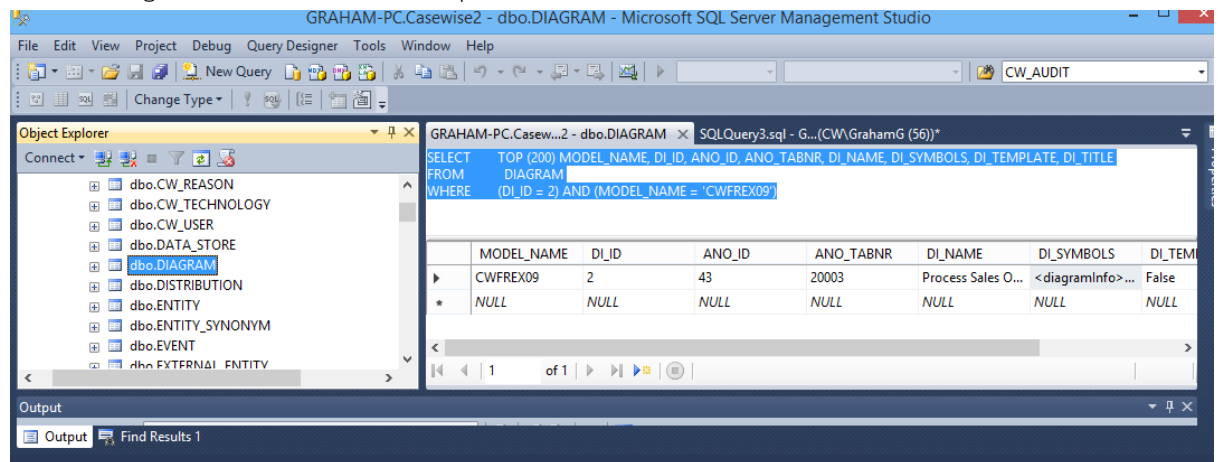 GRAHAM-PC.Casewise2 - dbo.DIAGRAM - Microsoft SQL Server Management Studio
File Edit View Project Debug Query Designer Tools Window Help
New Query CW_AUDIT
Change Type
Object Explorer
Connect
dbo.CW_REASON
dbo.CW_TECHNOLOGY
dbo.CW_USER
dbo.DATA_STORE
dbo.DIAGRAM
dbo.DISTRIBUTION
dbo.ENTITY
dbo.ENTITY_SYNONYM
dbo.EVENT
dbo.EXTERNAL_ENTITY
GRAHAM-PC.Casew...2 - dbo.DIAGRAM SQLQuery3.sql - G...(CW\GrahamG (56))*
SELECT TOP (200) MODEL_NAME, DI_ID, ANO_ID, ANO_TABNR, DI_NAME, DI_SYMBOLS, DI_TEMPLATE, DI_TITLE
FROM DIAGRAM
WHERE (DI_ID = 2) AND (MODEL_NAME = 'CWFREX09')
MODEL_NAME DI_ID ANO_ID ANO_TABNR DI_NAME DI_SYMBOLS DI_TEM
CWFREX09 2 43 20003 Process Sales O... <diagramInfo>... False
NULL NULL NULL NULL NULL NULL NULL
1 of 1
Properties
Output
Output Find Results 1